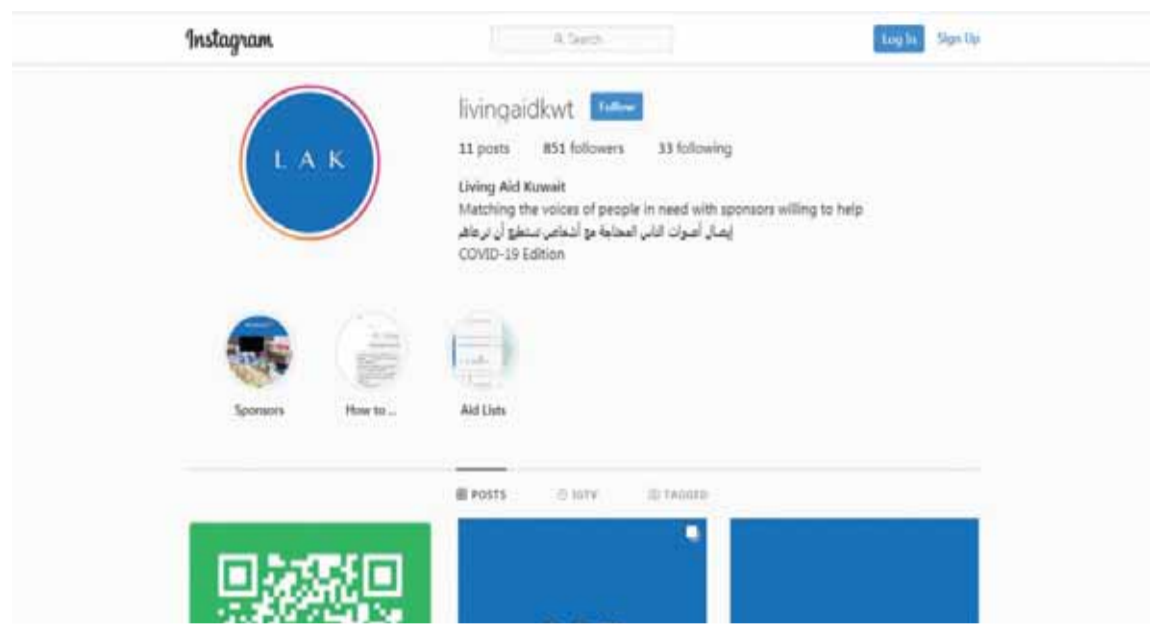 Instagram
Search
Log In Sign Up
LAK
livingaidkwt Follow
11 posts 851 followers 33 following
Living Aid Kuwait
Matching the voices of people in need with sponsors willing to help
إيصال أصوات الناس المحتاجة مع أشخاص تستطيع أن ترعاهم
COVID-19 Edition
Sponsors How to ... Aid Lists
POSTS IGTV TAGGED